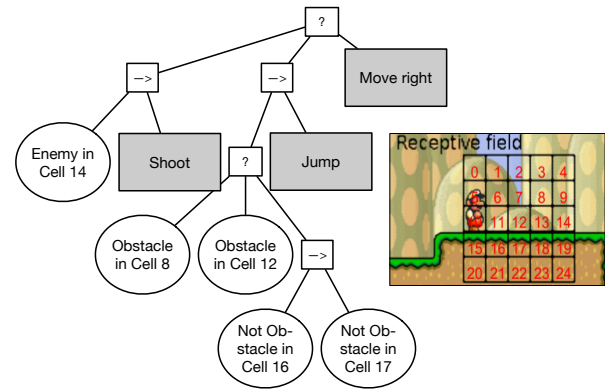 ?
—>
—>
Move right
Enemy in
Cell 14
Shoot
?
Jump
Obstacle
in Cell 8
Obstacle
in Cell 12
—>
Not Ob-
stacle in
Cell 16
Not Ob-
stacle in
Cell 17
Receptive field
0 1 2 3 4
6 7 8 9
11 12 13 14
15 16 17 18 19
20 21 22 23 24